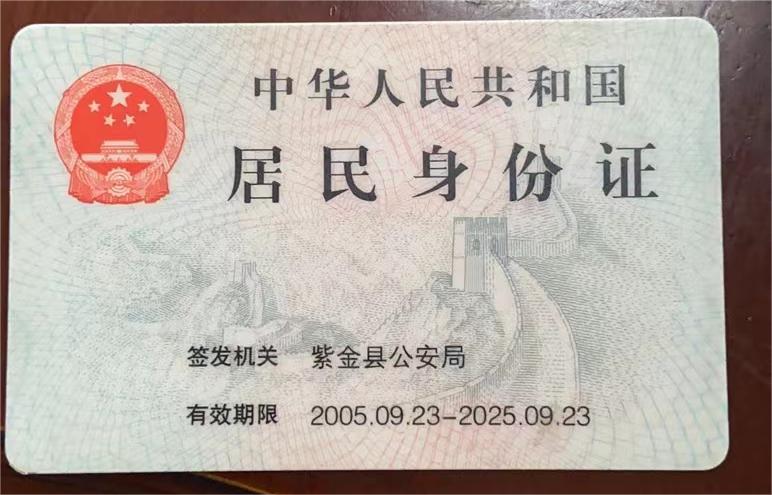 中华人民共和国
居民身份证
签发机关 紫金县公安局
有效期限 2005.09.23-2025.09.23